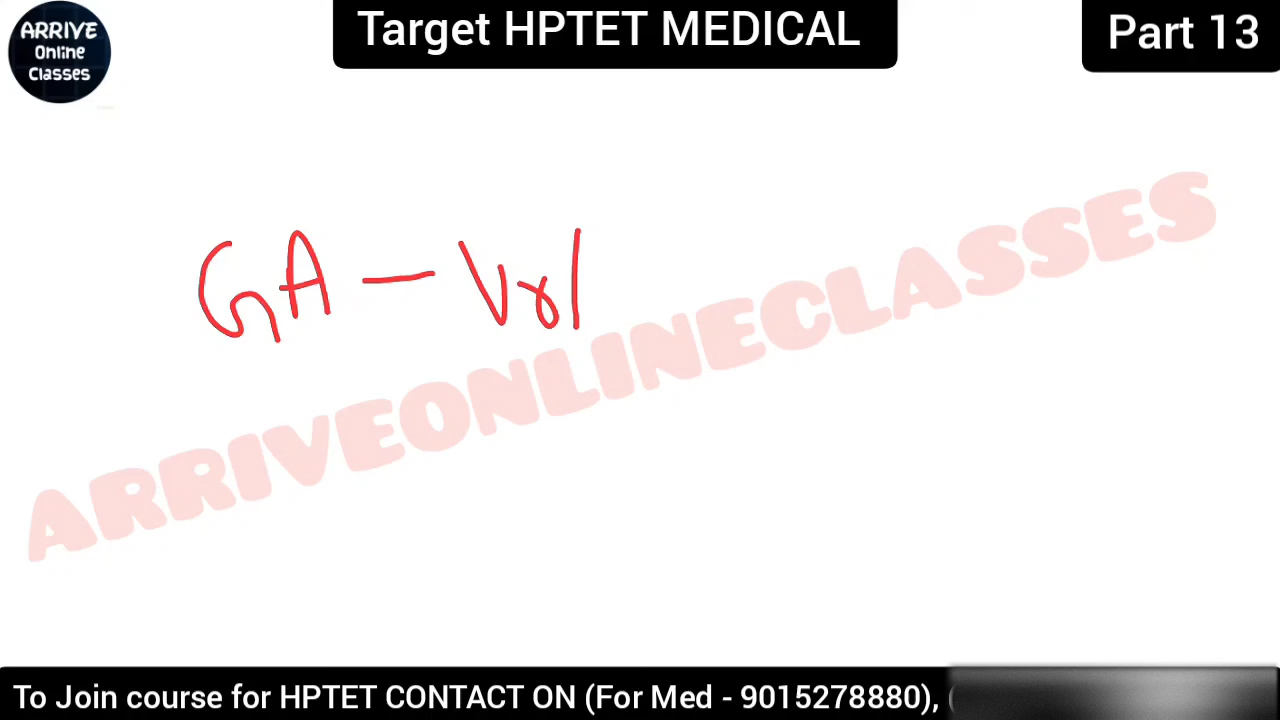 ARRIVE
Online
Classes
Target HPTET MEDICAL
Part 13
GA –
ARRIVEONLINECLASSES
To Join course for HPTET CONTACT ON (For Med - 9015278880), (